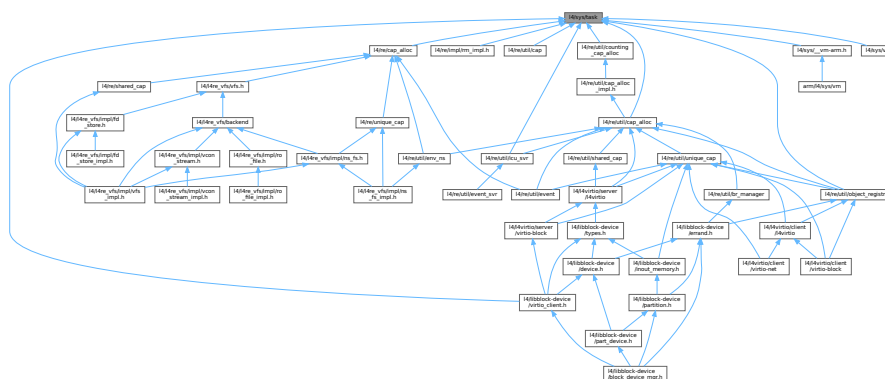 l4/sys/task
l4/re/cap_alloc
l4/re/impl/rm_impl.h
l4/re/util/cap
l4/re/util/counting
_cap_alloc
l4/sys/__vm-arm.h
l4/sys/v
l4/re/shared_cap
l4/l4re_vfs/vfs.h
l4/re/util/cap_alloc
_impl.h
arm/l4/sys/vm
l4/l4re_vfs/impl/fd
_store.h
l4/l4re_vfs/backend
l4/re/unique_cap
l4/re/util/cap_alloc
l4/l4re_vfs/impl/fd
_store_impl.h
l4/l4re_vfs/impl/vcon
_stream.h
l4/l4re_vfs/impl/ro
_file.h
l4/l4re_vfs/impl/ns_fs.h
l4/re/util/env_ns
l4/re/util/icu_svr
l4/re/util/shared_cap
l4/re/util/unique_cap
l4/l4re_vfs/impl/vfs
_impl.h
l4/l4re_vfs/impl/vcon
_stream_impl.h
l4/l4re_vfs/impl/ro
_file_impl.h
l4/l4re_vfs/impl/ns
_fs_impl.h
l4/re/util/event_svr
l4/re/util/event
l4/l4virtio/server
/l4virtio
l4/re/util/br_manager
l4/re/util/object_registr
l4/l4virtio/server
/virtio-block
l4/libblock-device
/types.h
l4/libblock-device
/errand.h
l4/l4virtio/client
/l4virtio
l4/libblock-device
/device.h
l4/libblock-device
/inout_memory.h
l4/l4virtio/client
/virtio-net
l4/l4virtio/client
/virtio-block
l4/libblock-device
/virtio_client.h
l4/libblock-device
/partition.h
l4/libblock-device
/part_device.h
l4/libblock-device
/block_device_mgr.h